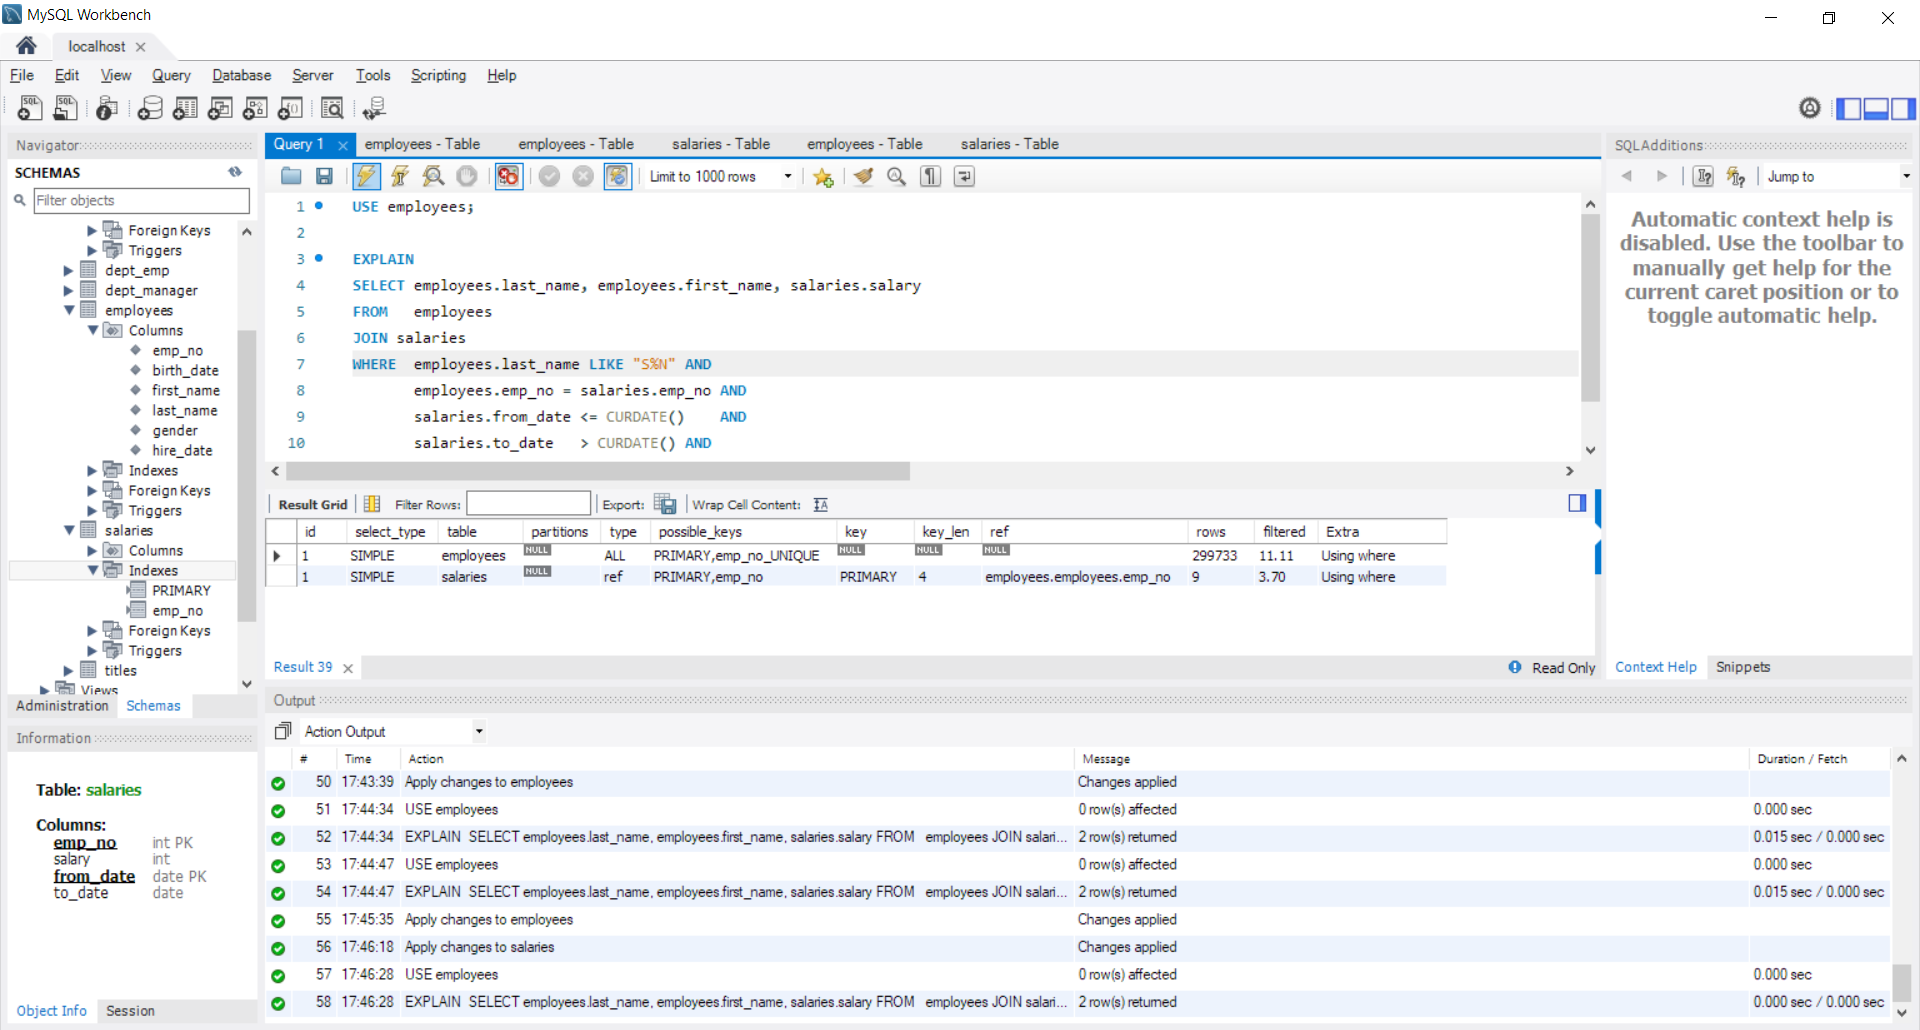 MySQL Workbench
localhost
File Edit View Query Database Server Tools Scripting Help
Navigator
SCHEMAS
Filter objects
Foreign Keys
Triggers
dept_emp
dept_manager
employees
Columns
emp_no
birth_date
first_name
last_name
gender
hire_date
Indexes
Foreign Keys
Triggers
salaries
Columns
Indexes
PRIMARY
emp_no
Foreign Keys
Triggers
titles
Views
Administration Schemas
Information
Table: salaries
Columns:
emp_no int PK
salary int
from_date date PK
to_date date
Object Info Session
Query 1 employees - Table employees - Table salaries - Table employees - Table salaries - Table
Limit to 1000 rows
1 USE employees;
2
3 EXPLAIN
4 SELECT employees.last_name, employees.first_name, salaries.salary
5 FROM employees
6 JOIN salaries
7 WHERE employees.last_name LIKE "S%N" AND
8 employees.emp_no = salaries.emp_no AND
9 salaries.from_date <= CURDATE() AND
10 salaries.to_date > CURDATE() AND
Result Grid Filter Rows: Export: Wrap Cell Content:
id select_type table partitions type possible_keys key key_len ref rows filtered Extra
1 SIMPLE employees NULL ALL PRIMARY,emp_no_UNIQUE NULL NULL NULL 299733 11.11 Using where
1 SIMPLE salaries NULL ref PRIMARY,emp_no PRIMARY 4 employees.employees.emp_no 9 3.70 Using where
Result 39 Read Only
SQLAdditions
Jump to
Automatic context help is
disabled. Use the toolbar to
manually get help for the
current caret position or to
toggle automatic help.
Context Help Snippets
Output
Action Output
# Time Action Message Duration / Fetch
50 17:43:39 Apply changes to employees Changes applied
51 17:44:34 USE employees 0 row(s) affected 0.000 sec
52 17:44:34 EXPLAIN SELECT employees.last_name, employees.first_name, salaries.salary FROM employees JOIN salari... 2 row(s) returned 0.015 sec / 0.000 sec
53 17:44:47 USE employees 0 row(s) affected 0.000 sec
54 17:44:47 EXPLAIN SELECT employees.last_name, employees.first_name, salaries.salary FROM employees JOIN salari... 2 row(s) returned 0.015 sec / 0.000 sec
55 17:45:35 Apply changes to employees Changes applied
56 17:46:18 Apply changes to salaries Changes applied
57 17:46:28 USE employees 0 row(s) affected 0.000 sec
58 17:46:28 EXPLAIN SELECT employees.last_name, employees.first_name, salaries.salary FROM employees JOIN salari... 2 row(s) returned 0.000 sec / 0.000 sec